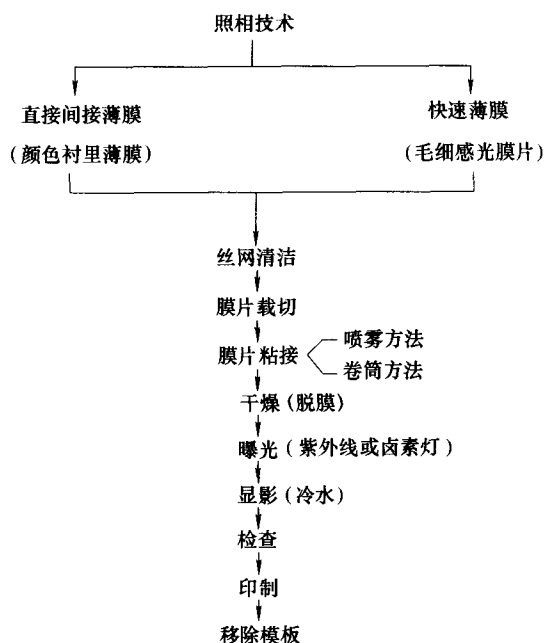 照相技术
直接间接薄膜
(颜色衬里薄膜)
快速薄膜
(毛细感光膜片)
丝网清洁
膜片载切
膜片粘接
喷雾方法
卷筒方法
干燥(脱膜)
曝光(紫外线或卤素灯)
显影(冷水)
检查
印制
移除模板